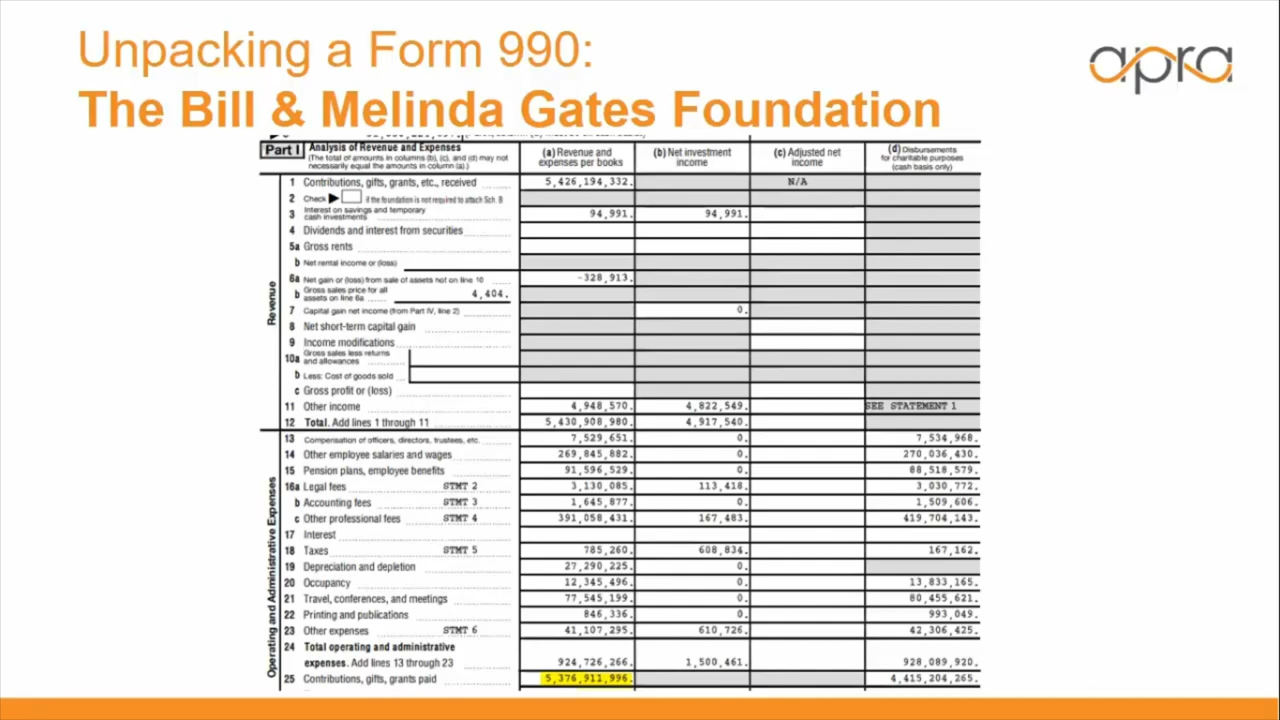 Unpacking a Form 990:
The Bill & Melinda Gates Foundation
apra
Part I Analysis of Revenue and Expenses
(The total of amounts in columns (b), (c), and (d) may not necessarily equal the amounts in column (a).)
(a) Revenue and expenses per books
(b) Net investment income
(c) Adjusted net income
(d) Disbursements for charitable purposes (cash basis only)
Revenue
1 Contributions, gifts, grants, etc., received 5,426,194,332. N/A
2 Check ► if the foundation is not required to attach Sch. B
3 Interest on savings and temporary cash investments 94,991. 94,991.
4 Dividends and interest from securities
5a Gross rents
b Net rental income or (loss)
6a Net gain or (loss) from sale of assets not on line 10 -328,913.
b Gross sales price for all assets on line 6a 4,404.
7 Capital gain net income (from Part IV, line 2) 0.
8 Net short-term capital gain
9 Income modifications
10a Gross sales less returns and allowances
b Less: Cost of goods sold
c Gross profit or (loss)
11 Other income 4,948,570. 4,822,549. SEE STATEMENT 1
12 Total. Add lines 1 through 11 5,430,908,980. 4,917,540.
Operating and Administrative Expenses
13 Compensation of officers, directors, trustees, etc. 7,529,651. 0. 7,534,968.
14 Other employee salaries and wages 269,845,882. 0. 270,036,430.
15 Pension plans, employee benefits 91,596,529. 0. 88,518,579.
16a Legal fees STMT 2 3,130,085. 113,418. 3,030,772.
b Accounting fees STMT 3 1,645,877. 0. 1,509,606.
c Other professional fees STMT 4 391,058,431. 167,483. 419,704,143.
17 Interest
18 Taxes STMT 5 785,260. 608,834. 167,162.
19 Depreciation and depletion 27,290,225. 0.
20 Occupancy 12,345,496. 0. 13,833,165.
21 Travel, conferences, and meetings 77,545,199. 0. 80,455,621.
22 Printing and publications 846,336. 0. 993,049.
23 Other expenses STMT 6 41,107,295. 610,726. 42,306,425.
24 Total operating and administrative
expenses. Add lines 13 through 23 924,726,266. 1,500,461. 928,089,920.
25 Contributions, gifts, grants paid 5,376,911,996. 4,415,204,265.